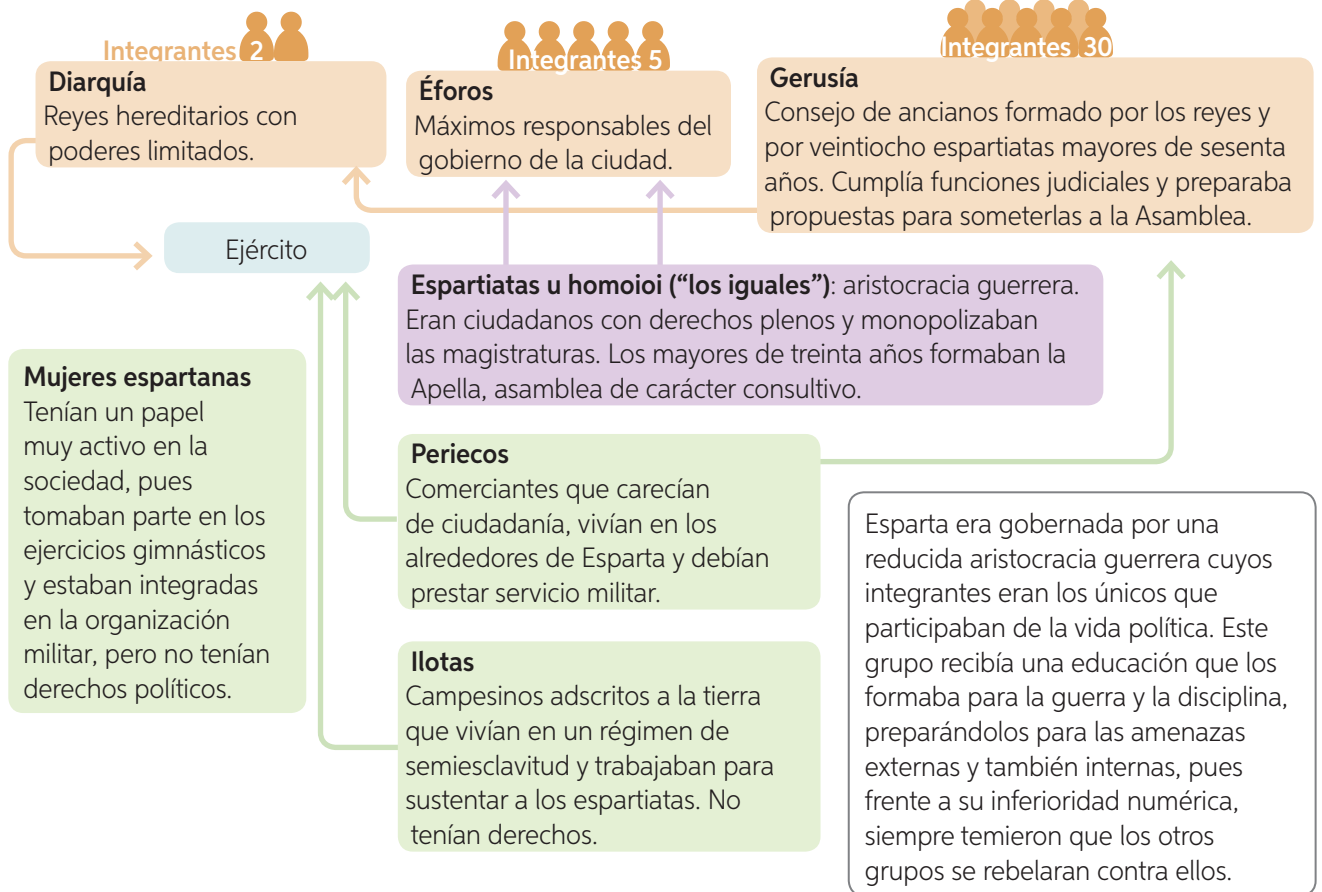 Integrantes 2
Diarquía
Reyes hereditarios con
poderes limitados.
Integrantes 5
Éforos
Máximos responsables del
gobierno de la ciudad.
Integrantes 30
Gerusía
Consejo de ancianos formado por los reyes y
por veintiocho espartiatas mayores de sesenta
años. Cumplía funciones judiciales y preparaba
propuestas para someterlas a la Asamblea.
Ejército
Espartiatas u homoioi (“los iguales”): aristocracia guerrera.
Eran ciudadanos con derechos plenos y monopolizaban
las magistraturas. Los mayores de treinta años formaban la
Apella, asamblea de carácter consultivo.
Mujeres espartanas
Tenían un papel
muy activo en la
sociedad, pues
tomaban parte en los
ejercicios gimnásticos
y estaban integradas
en la organización
militar, pero no tenían
derechos políticos.
Periecos
Comerciantes que carecían
de ciudadanía, vivían en los
alrededores de Esparta y debían
prestar servicio militar.
Ilotas
Campesinos adscritos a la tierra
que vivían en un régimen de
semiesclavitud y trabajaban para
sustentar a los espartiatas. No
tenían derechos.
Esparta era gobernada por una
reducida aristocracia guerrera cuyos
integrantes eran los únicos que
participaban de la vida política. Este
grupo recibía una educación que los
formaba para la guerra y la disciplina,
preparándolos para las amenazas
externas y también internas, pues
frente a su inferioridad numérica,
siempre temieron que los otros
grupos se rebelaran contra ellos.